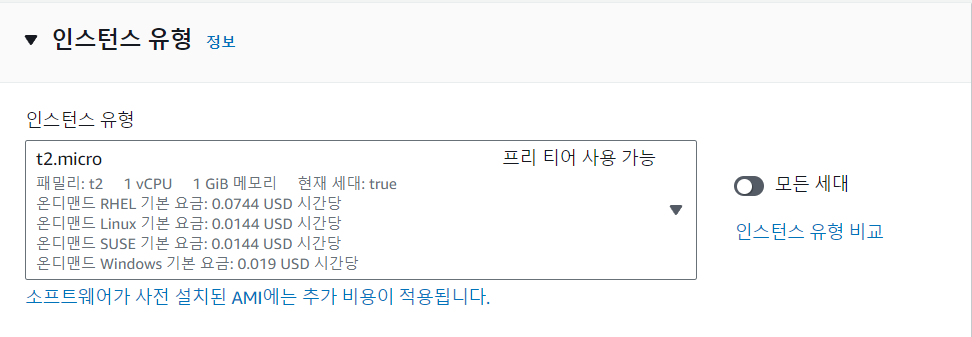 ▼ 인스턴스 유형 정보
인스턴스 유형
t2.micro 프리 티어 사용 가능
패밀리: t2 1 vCPU 1 GiB 메모리 현재 세대: true
온디맨드 RHEL 기본 요금: 0.0744 USD 시간당
온디맨드 Linux 기본 요금: 0.0144 USD 시간당
온디맨드 SUSE 기본 요금: 0.0144 USD 시간당
온디맨드 Windows 기본 요금: 0.019 USD 시간당
모든 세대
인스턴스 유형 비교
소프트웨어가 사전 설치된 AMI에는 추가 비용이 적용됩니다.